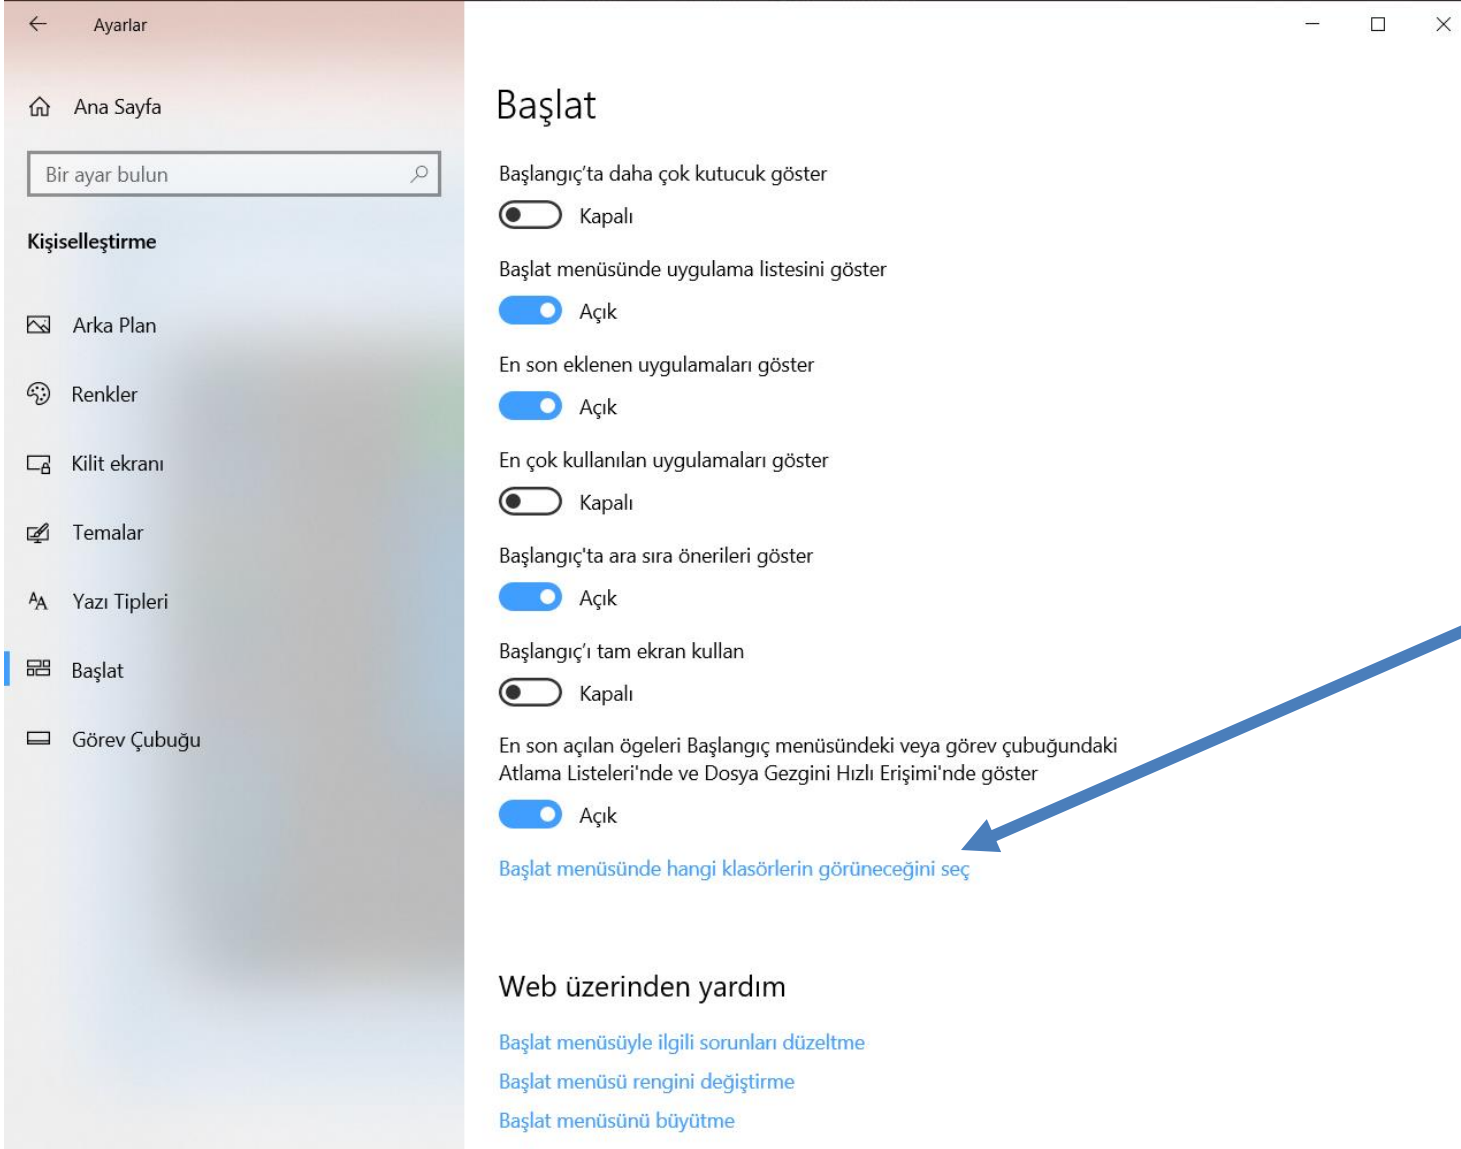 Ayarlar
Ana Sayfa
Bir ayar bulun
Kişiselleştirme
Arka Plan
Renkler
Kilit ekranı
Temalar
Yazı Tipleri
Başlat
Görev Çubuğu
Başlat
Başlangıç’ta daha çok kutucuk göster
Kapalı
Başlat menüsünde uygulama listesini göster
Açık
En son eklenen uygulamaları göster
Açık
En çok kullanılan uygulamaları göster
Kapalı
Başlangıç'ta ara sıra önerileri göster
Açık
Başlangıç’ı tam ekran kullan
Kapalı
En son açılan ögeleri Başlangıç menüsündeki veya görev çubuğundaki
Atlama Listeleri'nde ve Dosya Gezgini Hızlı Erişimi'nde göster
Açık
Başlat menüsünde hangi klasörlerin görüneceğini seç
Web üzerinden yardım
Başlat menüsüyle ilgili sorunları düzeltme
Başlat menüsü rengini değiştirme
Başlat menüsünü büyütme